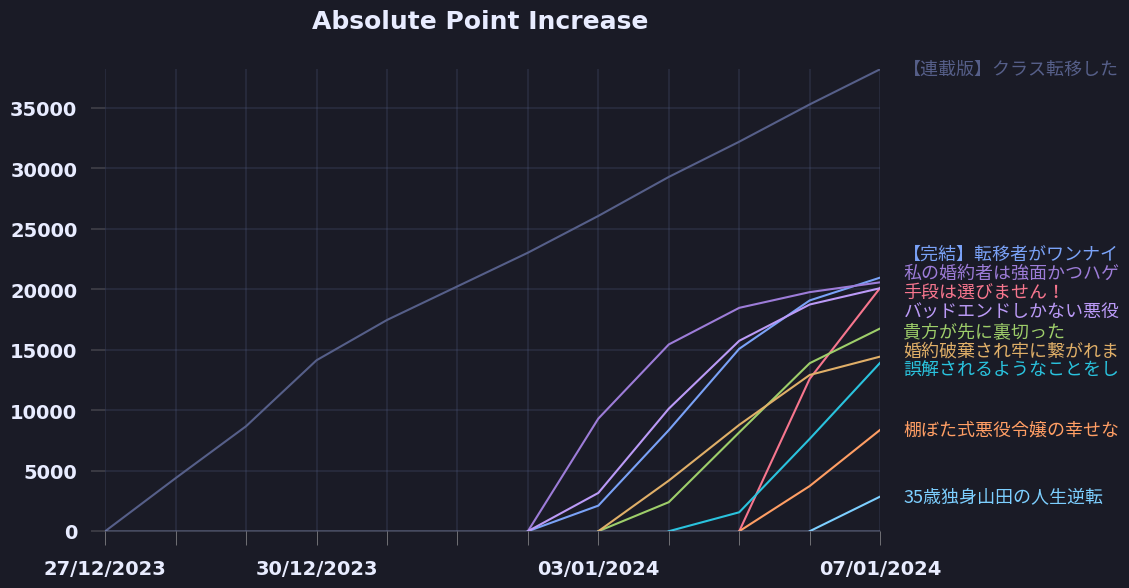 Absolute Point Increase
35000
30000
25000
20000
15000
10000
5000
0
27/12/2023
30/12/2023
03/01/2024
07/01/2024
【連載版】クラス転移した
【完結】転移者がワンナイ
私の婚約者は強面かつハゲ
手段は選びません！
バッドエンドしかない悪役
貴方が先に裏切った
婚約破棄され牢に繋がれま
誤解されるようなことをし
棚ぼた式悪役令嬢の幸せな
35歳独身山田の人生逆転